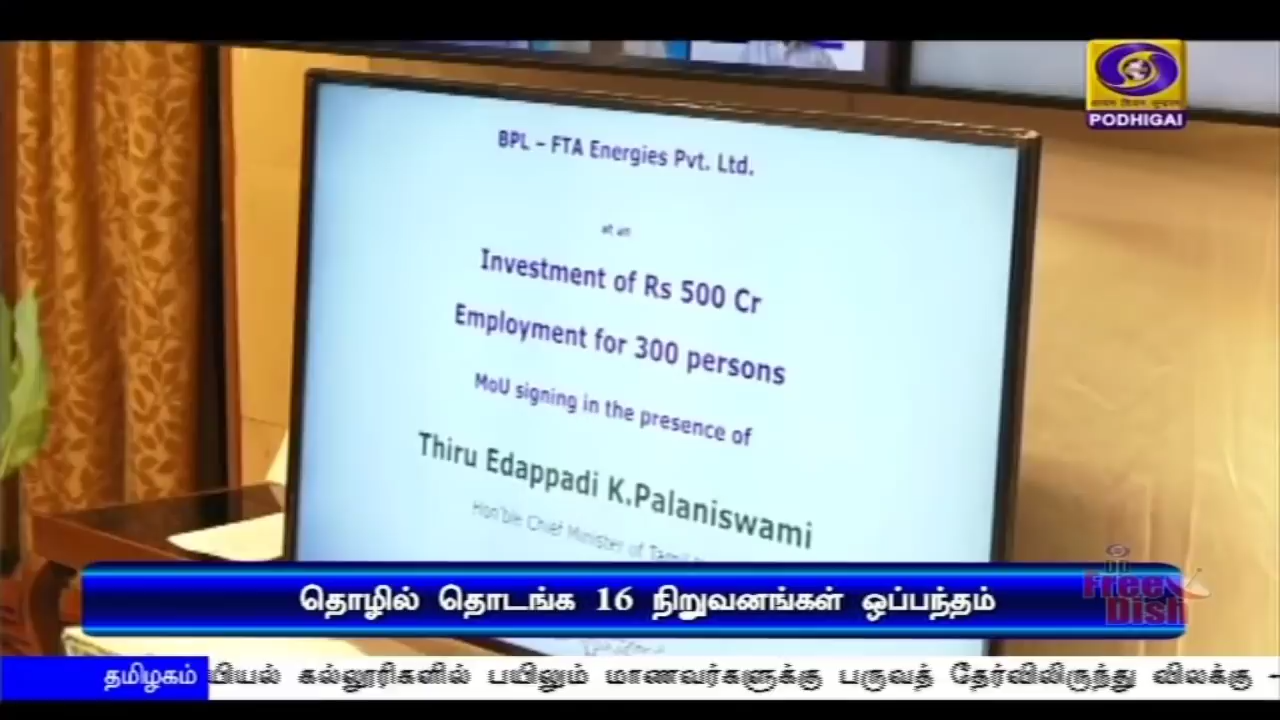 PODHIGAI
BPL – FTA Energies Pvt. Ltd.
at an
Investment of Rs 500 Cr
Employment for 300 persons
MoU signing in the presence of
Thiru Edappadi K.Palaniswami
Hon'ble Chief Minister of Tamil
தொழில் தொடங்க 16 நிறுவனங்கள் ஒப்பந்தம்
DD Free Dish
தமிழகம் பியல் கல்லூரிகளில் பயிலும் மாணவர்களுக்கு பருவத் தேர்விலிருந்து விலக்கு -